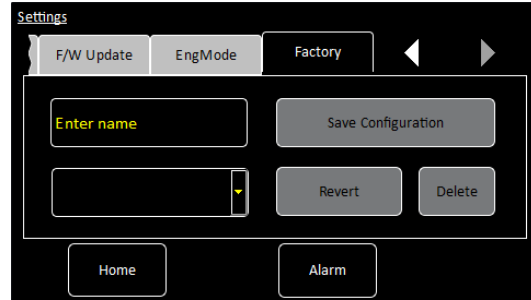 Settings
F/W Update EngMode Factory
Enter name Save Configuration
Revert Delete
Home Alarm